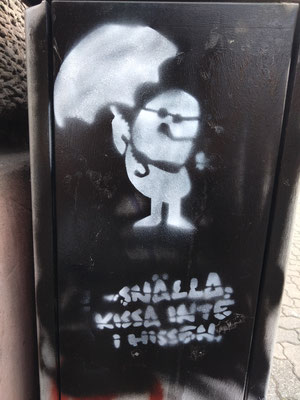 SNÄLLA,
KISSA INTE
I HISSEN.